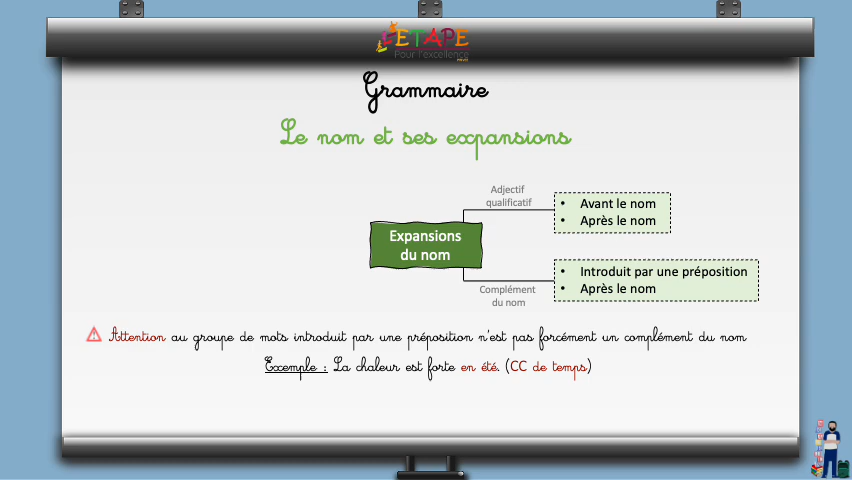 L'ETAPE
Pour l'excellence
Grammaire
Le nom et ses expansions
Adjectif
qualificatif
• Avant le nom
• Après le nom
Expansions
du nom
• Introduit par une préposition
• Après le nom
Complément
du nom
Attention au groupe de mots introduit par une préposition n'est pas forcément un complément du nom
Exemple : La chaleur est forte en été. (CC de temps)